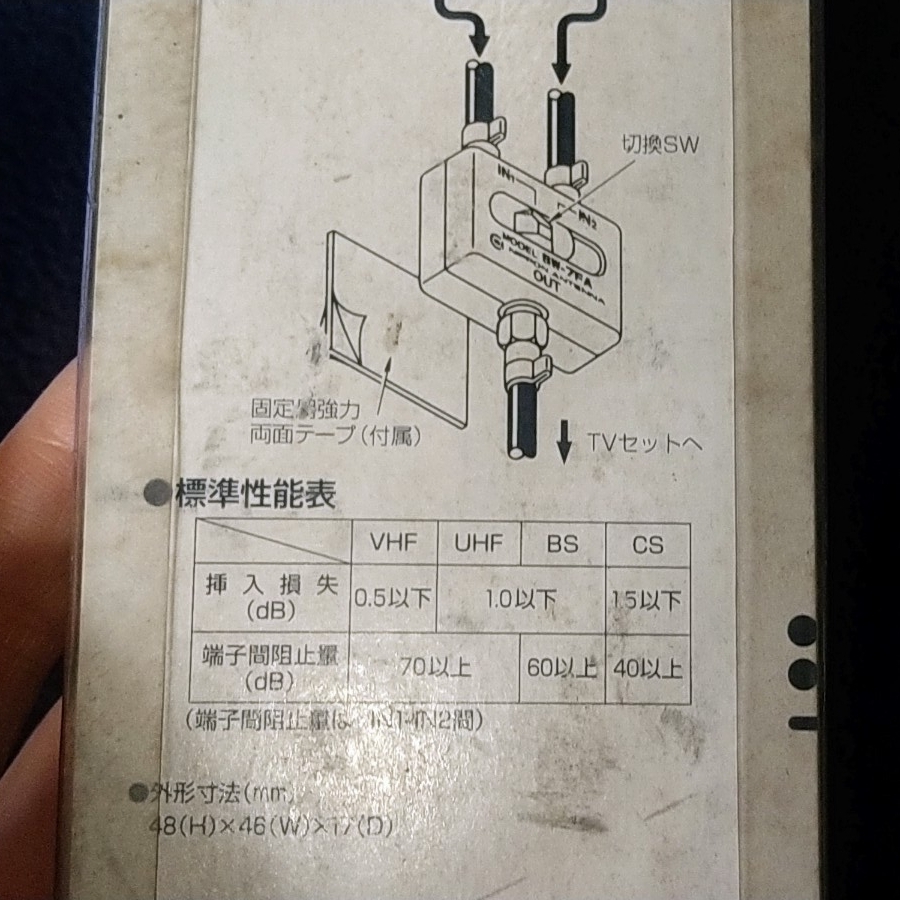 切換SW
IN1
IN2
MODEL BW-7FA
NIPPON ANTENNA
OUT
固定用強力
両面テープ(付属)
TVセットへ
●標準性能表
VHF UHF BS CS
挿入損失(dB) 0.5以下 1.0以下 1.5以下
端子間阻止量(dB) 70以上 60以上 40以上
(端子間阻止量は IN1-IN2間)
●外形寸法(mm)
48(H)×46(W)×17(D)